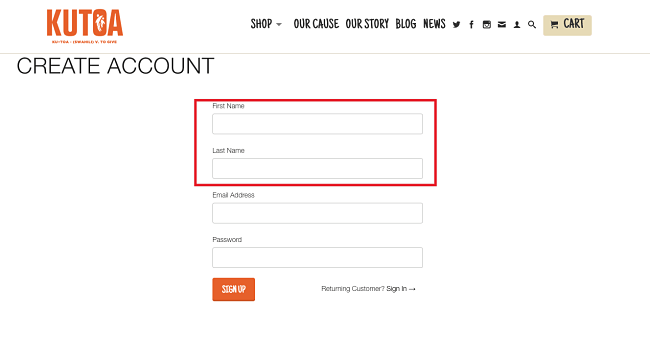 KUTOA
KU•TOA - (SWAHILI) V. TO GIVE
SHOP OUR CAUSE OUR STORY BLOG NEWS CART
CREATE ACCOUNT
First Name
Last Name
Email Address
Password
SIGN UP
Returning Customer? Sign In →